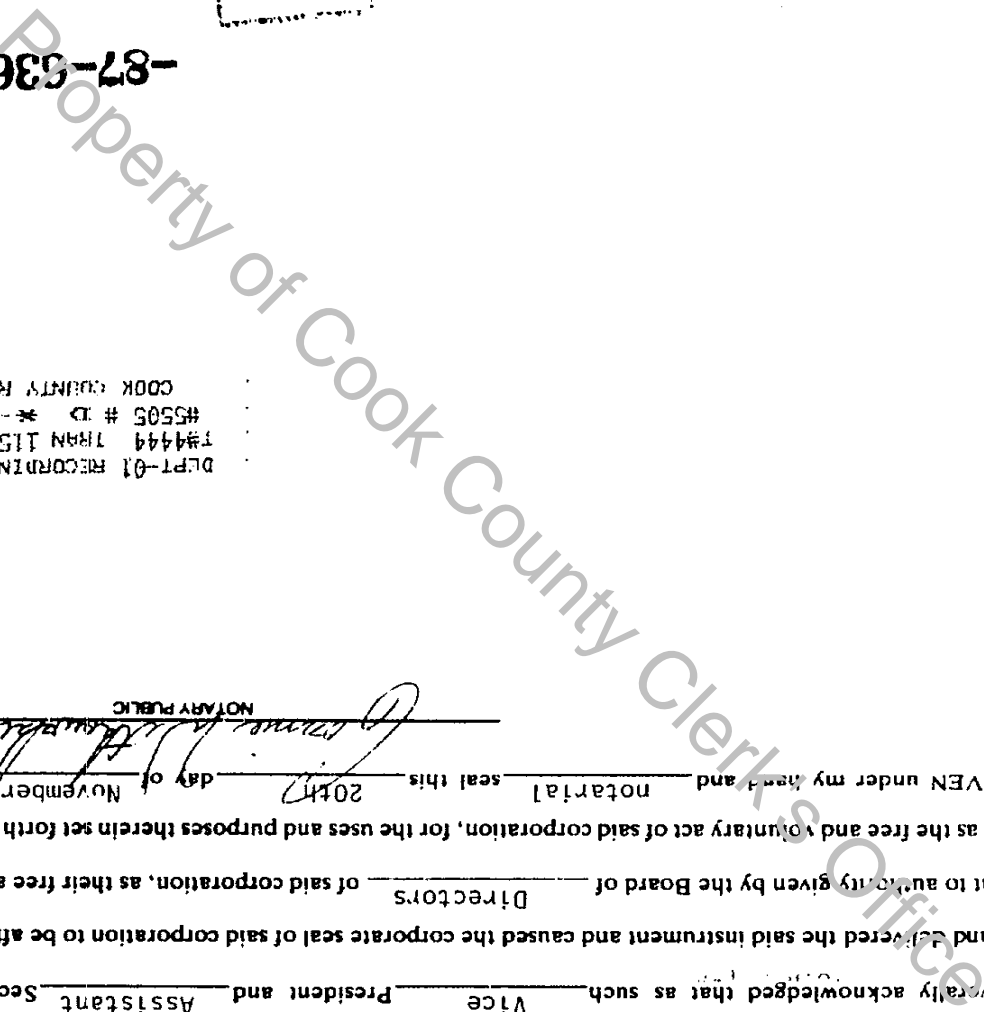 verally acknowledged that as such Vice President and Assistant Sec
and delivered the said instrument and caused the corporate seal of said corporation to be aff
nt to authority given by the Board of Directors of said corporation, as their free a
as the free and voluntary act of said corporation, for the uses and purposes therein set forth
VEN under my hand and notarial seal this 20th day of November
NOTARY PUBLIC
DEPT-01 RECORDIN
T#4444 TRAN 115
#5505 # D *-
COOK COUNTY R
-87-636
Property of Cook County Clerk's Office